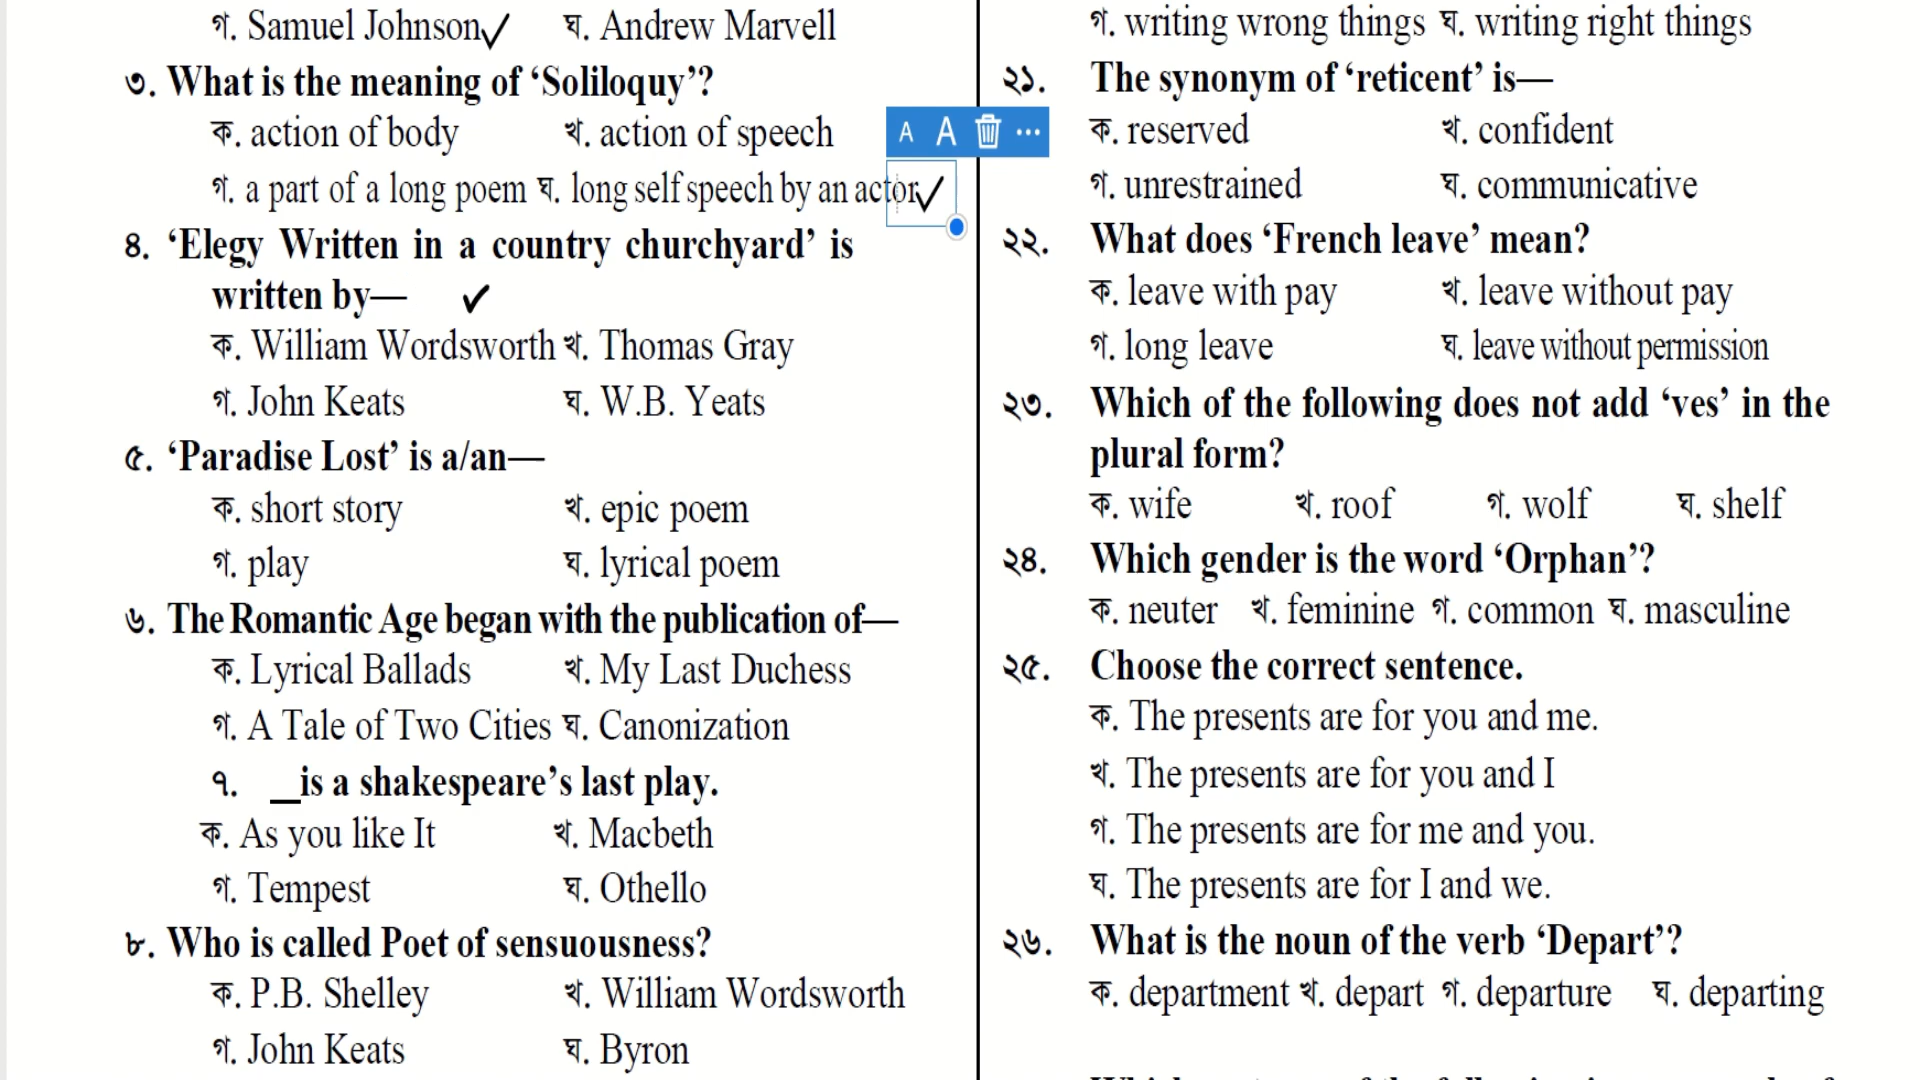 গ. Samuel Johnson✓ ঘ. Andrew Marvell
৩. What is the meaning of ‘Soliloquy’?
ক. action of body খ. action of speech
গ. a part of a long poem ঘ. long self speech by an actor ✓
৪. ‘Elegy Written in a country churchyard’ is
written by— ✓
ক. William Wordsworth খ. Thomas Gray
গ. John Keats ঘ. W.B. Yeats
৫. ‘Paradise Lost’ is a/an—
ক. short story খ. epic poem
গ. play ঘ. lyrical poem
৬. The Romantic Age began with the publication of—
ক. Lyrical Ballads খ. My Last Duchess
গ. A Tale of Two Cities ঘ. Canonization
৭. __is a shakespeare’s last play.
ক. As you like It খ. Macbeth
গ. Tempest ঘ. Othello
৮. Who is called Poet of sensuousness?
ক. P.B. Shelley খ. William Wordsworth
গ. John Keats ঘ. Byron
A A ···
গ. writing wrong things ঘ. writing right things
২১. The synonym of ‘reticent’ is—
ক. reserved খ. confident
গ. unrestrained ঘ. communicative
২২. What does ‘French leave’ mean?
ক. leave with pay খ. leave without pay
গ. long leave ঘ. leave without permission
২৩. Which of the following does not add ‘ves’ in the
plural form?
ক. wife খ. roof গ. wolf ঘ. shelf
২৪. Which gender is the word ‘Orphan’?
ক. neuter খ. feminine গ. common ঘ. masculine
২৫. Choose the correct sentence.
ক. The presents are for you and me.
খ. The presents are for you and I
গ. The presents are for me and you.
ঘ. The presents are for I and we.
২৬. What is the noun of the verb ‘Depart’?
ক. department খ. depart গ. departure ঘ. departing